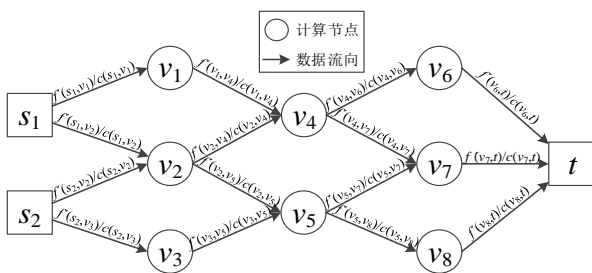 计算节点
数据流向
s1
s2
v1
v2
v3
v4
v5
v6
v7
v8
t
f(s1,v1)/c(s1,v1)
f(s1,v2)/c(s1,v2)
f(s2,v2)/c(s2,v2)
f(s2,v3)/c(s2,v3)
f(v1,v4)/c(v1,v4)
f(v2,v4)/c(v2,v4)
f(v2,v5)/c(v2,v5)
f(v3,v5)/c(v3,v5)
f(v4,v6)/c(v4,v6)
f(v4,v7)/c(v4,v7)
f(v5,v7)/c(v5,v7)
f(v5,v8)/c(v5,v8)
f(v6,t)/c(v6,t)
f(v7,t)/c(v7,t)
f(v8,t)/c(v8,t)